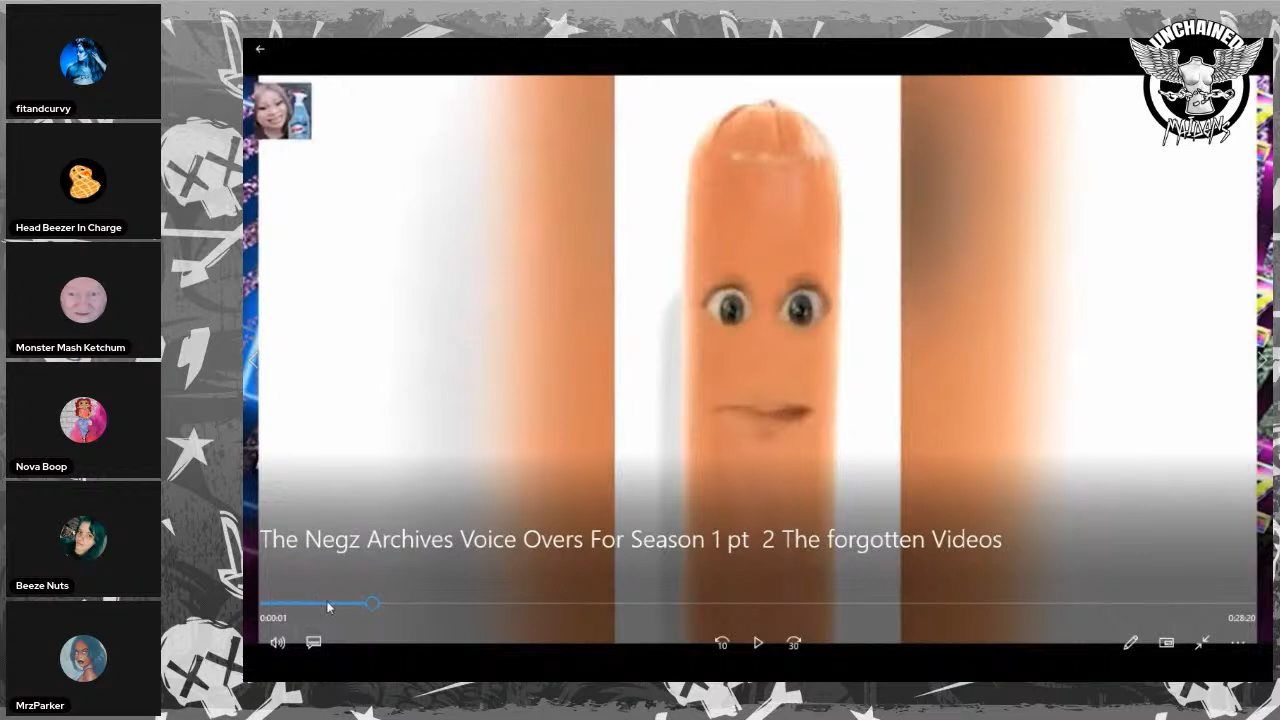 fitandcurvy
Head Beezer In Charge
Monster Mash Ketchum
Nova Boop
Beeze Nuts
MrzParker
UNCHAINED
MAIDENS
The Negz Archives Voice Overs For Season 1 pt 2 The forgotten Videos
0:00:01
0:28:20
10
30